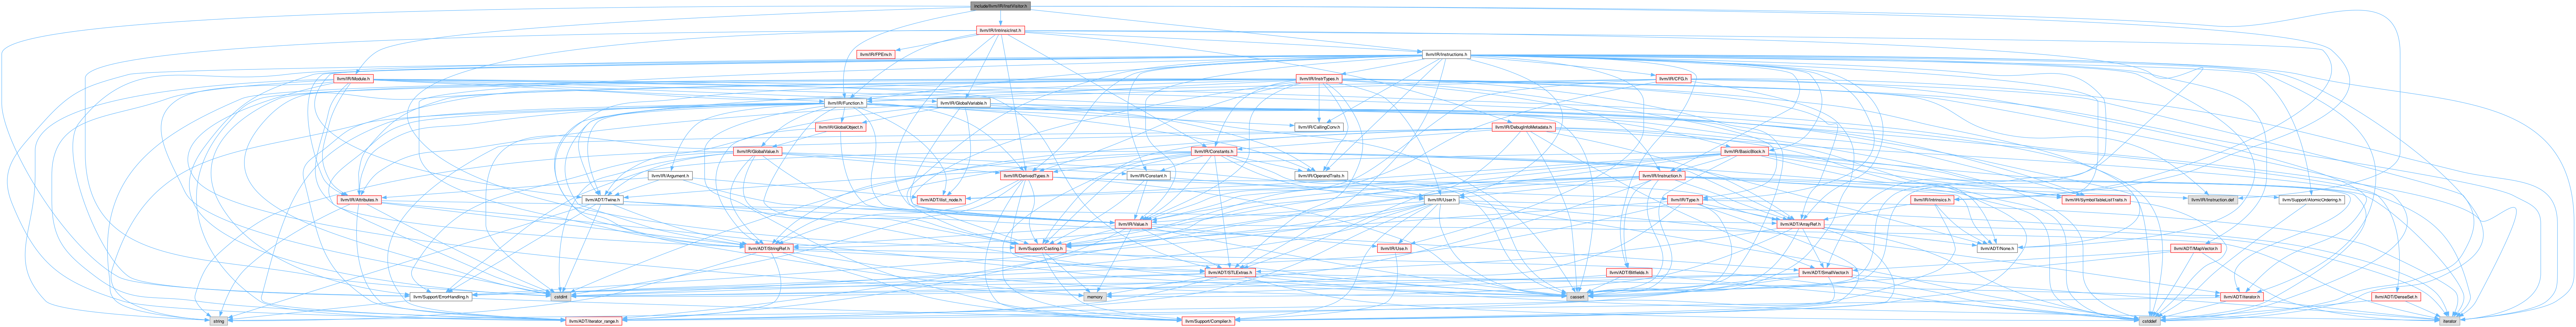 include/llvm/IR/InstVisitor.h
llvm/IR/IntrinsicInst.h
llvm/IR/FPEnv.h
llvm/IR/Instructions.h
llvm/IR/Module.h
llvm/IR/InstrTypes.h
llvm/IR/CFG.h
llvm/IR/Function.h
llvm/IR/GlobalVariable.h
llvm/IR/GlobalObject.h
llvm/IR/CallingConv.h
llvm/IR/DebugInfoMetadata.h
llvm/IR/GlobalValue.h
llvm/IR/Constants.h
llvm/IR/BasicBlock.h
llvm/IR/Argument.h
llvm/IR/DerivedTypes.h
llvm/IR/Constant.h
llvm/IR/OperandTraits.h
llvm/IR/Instruction.h
llvm/IR/Attributes.h
llvm/ADT/Twine.h
llvm/ADT/ilist_node.h
llvm/IR/User.h
llvm/IR/Type.h
llvm/IR/Intrinsics.h
llvm/IR/SymbolTableListTraits.h
llvm/IR/Instruction.def
llvm/Support/AtomicOrdering.h
llvm/IR/Value.h
llvm/ADT/ArrayRef.h
llvm/ADT/StringRef.h
llvm/Support/Casting.h
llvm/IR/Use.h
llvm/ADT/None.h
llvm/ADT/MapVector.h
llvm/ADT/STLExtras.h
llvm/ADT/Bitfields.h
llvm/ADT/SmallVector.h
llvm/Support/ErrorHandling.h
cstdint
memory
cassert
llvm/ADT/iterator.h
llvm/ADT/DenseSet.h
string
llvm/ADT/iterator_range.h
llvm/Support/Compiler.h
cstddef
iterator